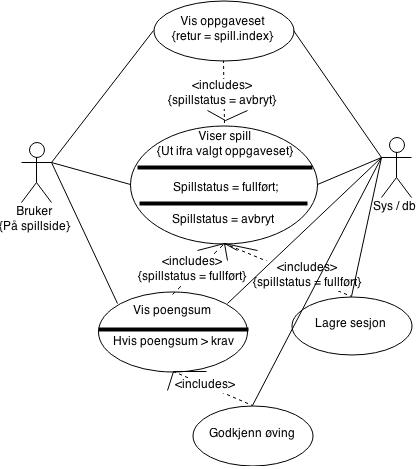 Vis oppgaveset
{retur = spill.index}
<includes>
{spillstatus = avbryt}
Viser spill
{Ut ifra valgt oppgaveset}
Spillstatus = fullført;
Spillstatus = avbryt
Bruker
{På spillside}
Sys / db
<includes>
{spillstatus = fullført}
<includes>
{spillstatus = fullført}
Vis poengsum
Hvis poengsum > krav
Lagre sesjon
<includes>
Godkjenn øving